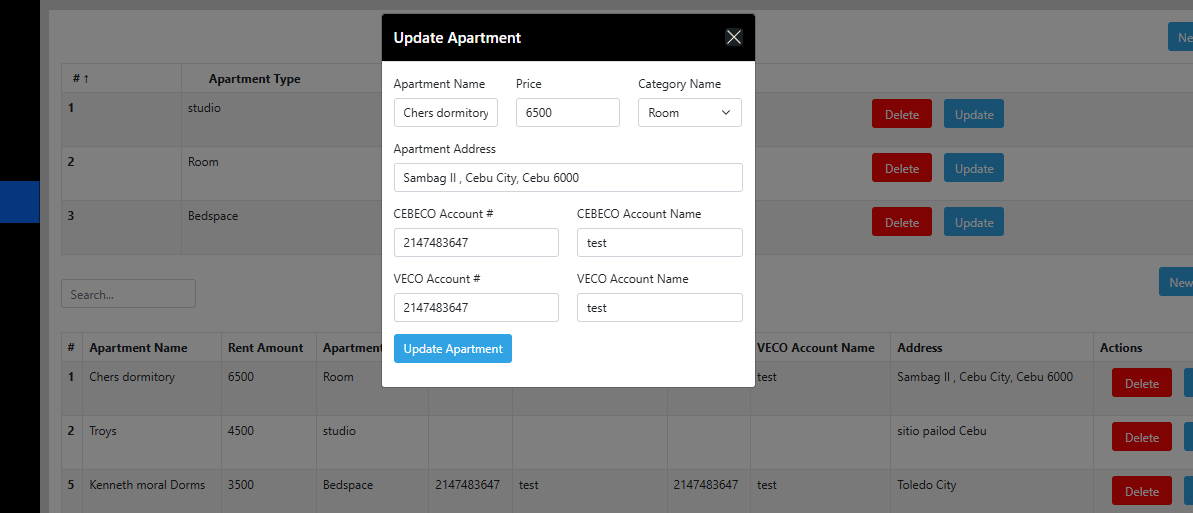 Update Apartment
Ne
# ↑ Apartment Type
1 studio Delete Update
2 Room Delete Update
3 Bedspace Delete Update
Apartment Name Price Category Name
Chers dormitory 6500 Room
Apartment Address
Sambag II , Cebu City, Cebu 6000
CEBECO Account # CEBECO Account Name
2147483647 test
VECO Account # VECO Account Name
2147483647 test
Update Apartment
Search... New
# Apartment Name Rent Amount Apartment VECO Account Name Address Actions
1 Chers dormitory 6500 Room test Sambag II , Cebu City, Cebu 6000 Delete
2 Troys 4500 studio sitio pailod Cebu Delete
5 Kenneth moral Dorms 3500 Bedspace 2147483647 test 2147483647 test Toledo City Delete